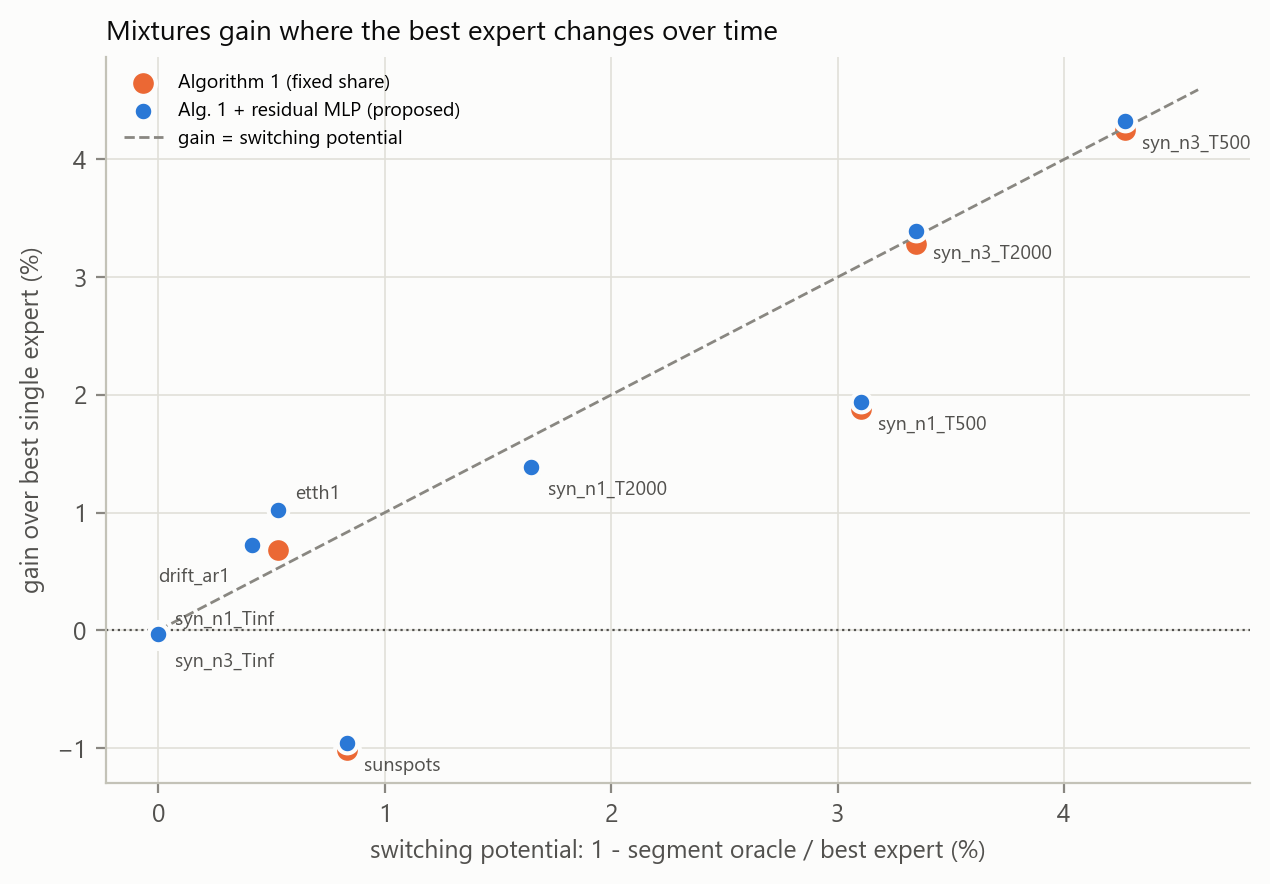 Mixtures gain where the best expert changes over time
Algorithm 1 (fixed share)
Alg. 1 + residual MLP (proposed)
gain = switching potential
gain over best single expert (%)
4
3
2
1
0
−1
syn_n3_T500
syn_n3_T2000
syn_n1_T500
syn_n1_T2000
etth1
drift_ar1
syn_n1_Tinf
syn_n3_Tinf
sunspots
0 1 2 3 4
switching potential: 1 - segment oracle / best expert (%)